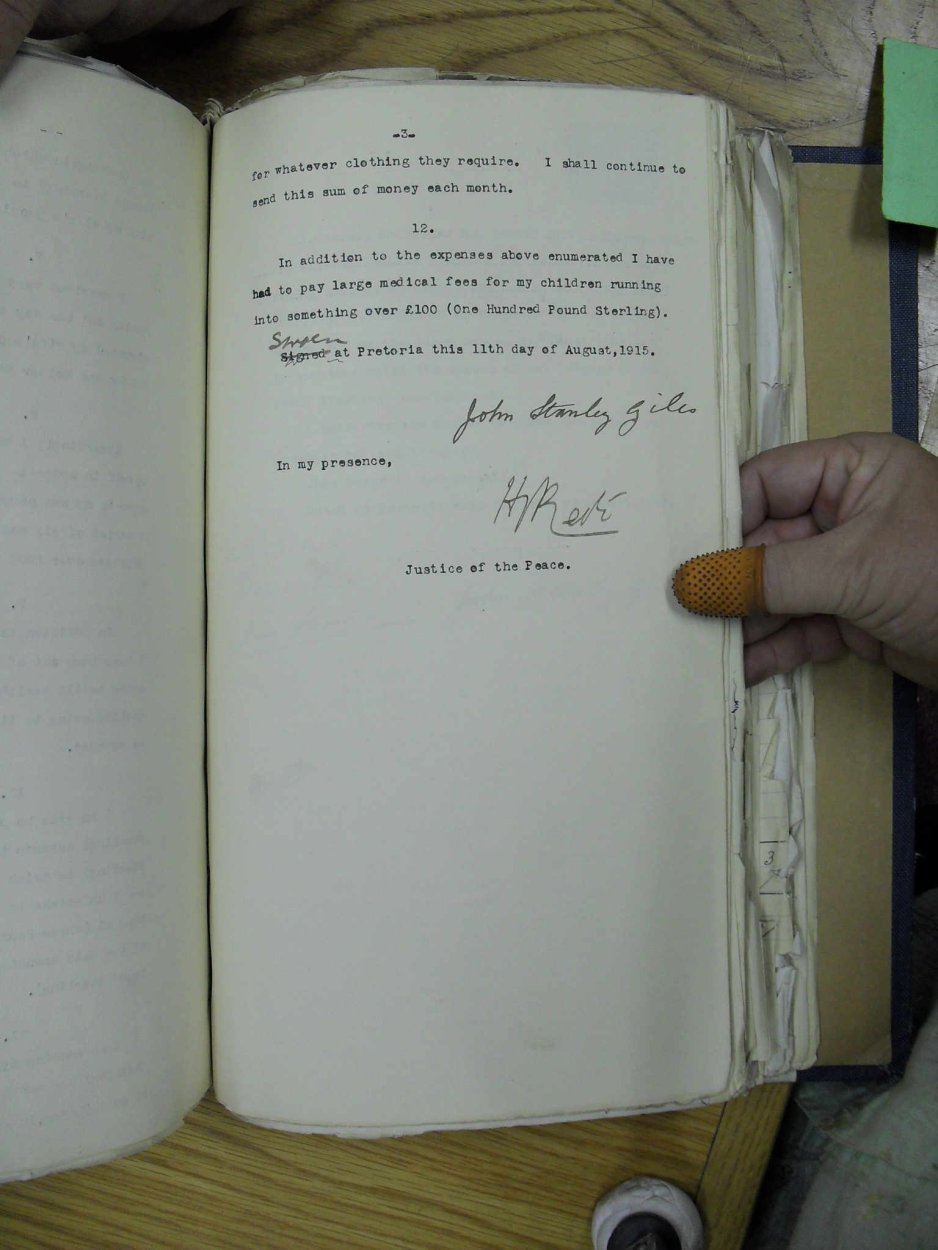 -3-
for whatever clothing they require. I shall continue to
send this sum of money each month.
12.
In addition to the expenses above enumerated I have
had to pay large medical fees for my children running
into something over £100 (One Hundred Pound Sterling).
Sworn
Signed at Pretoria this 11th day of August,1915.
John Stanley Giles
In my presence,
Justice of the Peace.
3